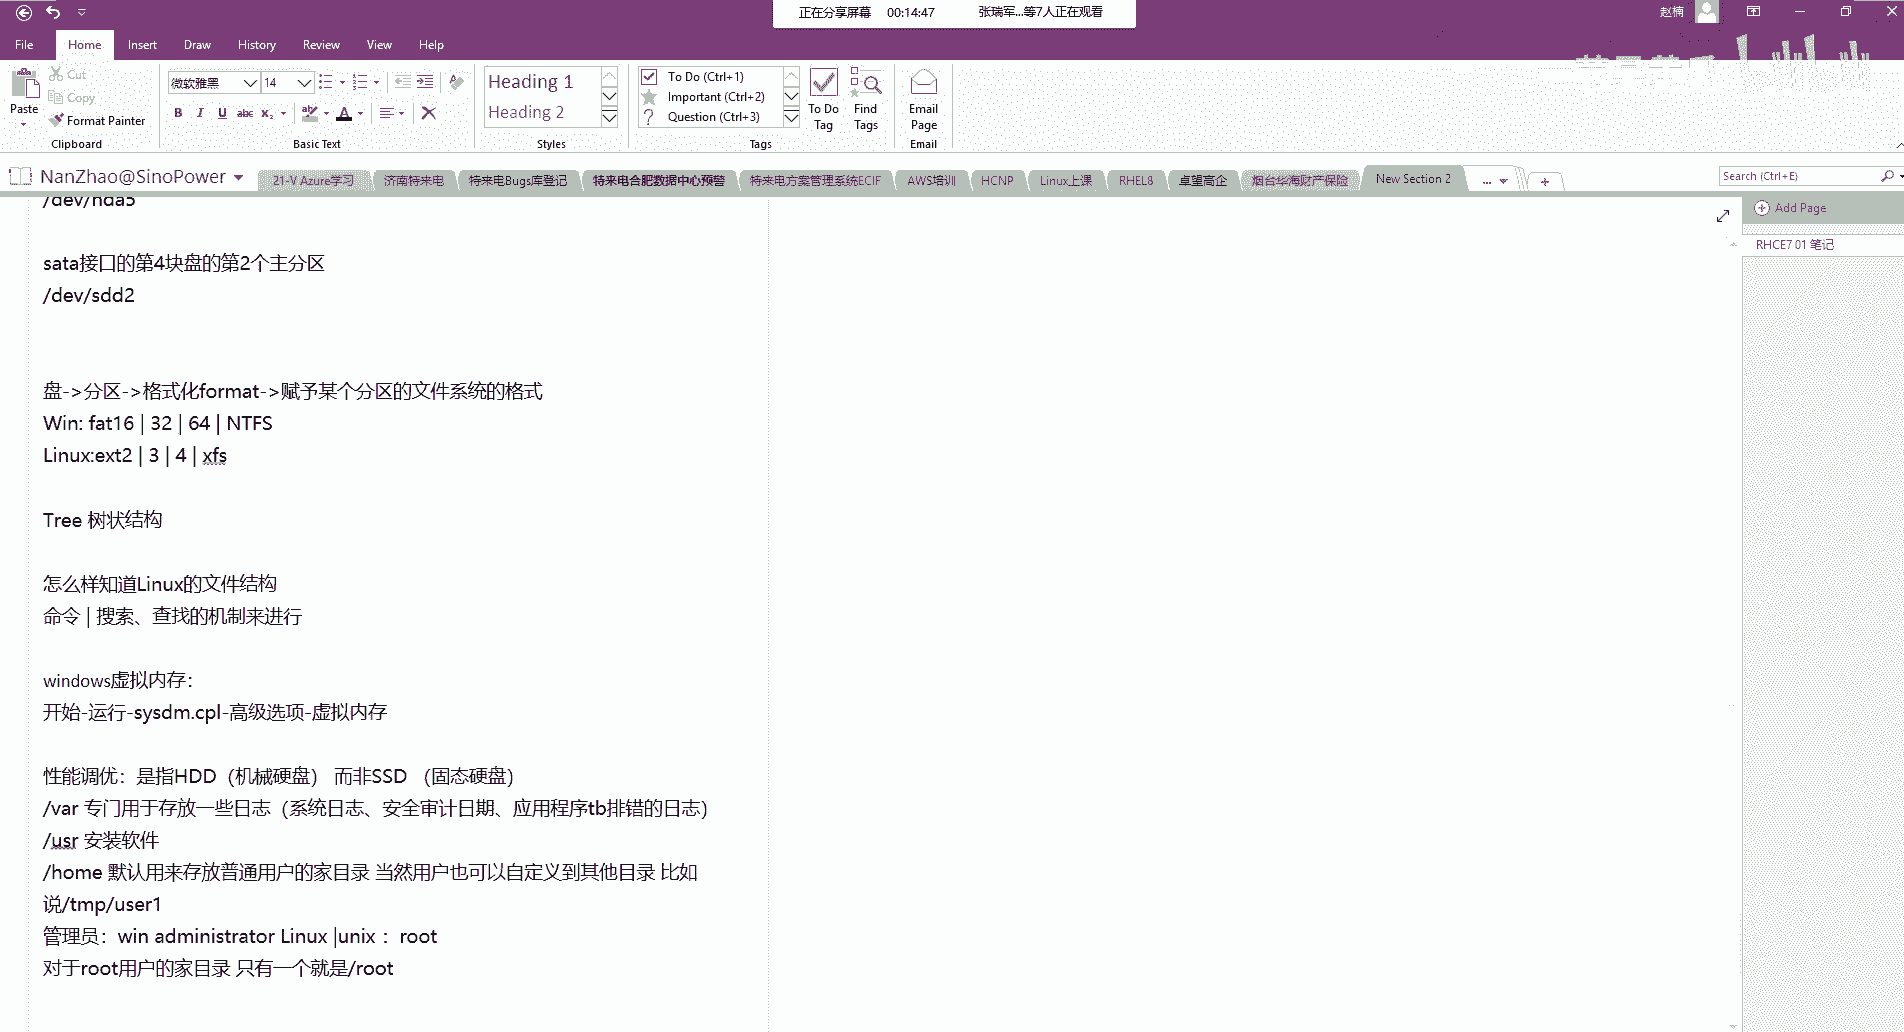 正在分享屏幕 00:14:47 张瑞军...等7人正在观看
赵楠
File Home Insert Draw History Review View Help
Paste
Cut
Copy
Format Painter
Clipboard
微软雅黑 14
B I U abc x₂ A
Basic Text
Heading 1
Heading 2
Styles
To Do (Ctrl+1)
Important (Ctrl+2)
Question (Ctrl+3)
To Do Tag
Find Tags
Tags
Email Page
Email
NanZhao@SinoPower
21-V Azure学习 济南特来电 特来电Bugs库登记 特来电合肥数据中心预警 特来电方案管理系统ECIF AWS培训 HCNP Linux上课 RHEL8 卓望高企 烟台华海财产保险 New Section 2 ...
Search (Ctrl+E)
Add Page
RHCE7 01 笔记
/dev/hda5
sata接口的第4块盘的第2个主分区
/dev/sdd2
盘->分区->格式化format->赋予某个分区的文件系统的格式
Win: fat16 | 32 | 64 | NTFS
Linux:ext2 | 3 | 4 | xfs
Tree 树状结构
怎么样知道Linux的文件结构
命令 | 搜索、查找的机制来进行
windows虚拟内存：
开始-运行-sysdm.cpl-高级选项-虚拟内存
性能调优：是指HDD（机械硬盘） 而非SSD （固态硬盘）
/var 专门用于存放一些日志（系统日志、安全审计日期、应用程序tb排错的日志）
/usr 安装软件
/home 默认用来存放普通用户的家目录 当然用户也可以自定义到其他目录 比如
说/tmp/user1
管理员：win administrator Linux |unix ：root
对于root用户的家目录 只有一个就是/root